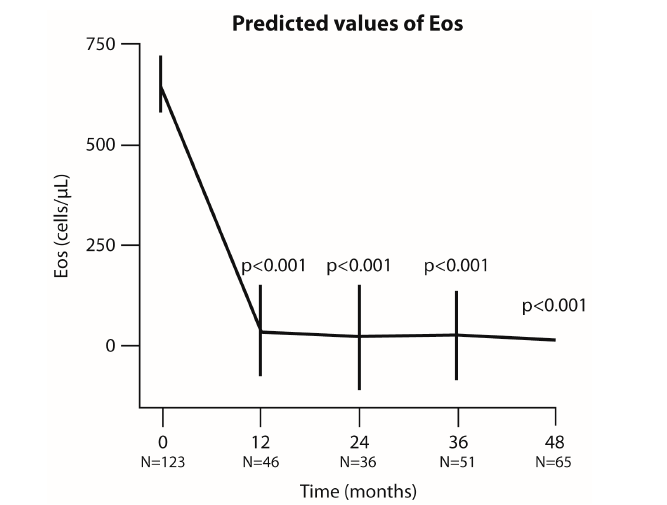 Predicted values of Eos
750
500
250
0
Eos (cells/μL)
p<0.001
p<0.001
p<0.001
p<0.001
0
12
24
36
48
N=123
N=46
N=36
N=51
N=65
Time (months)